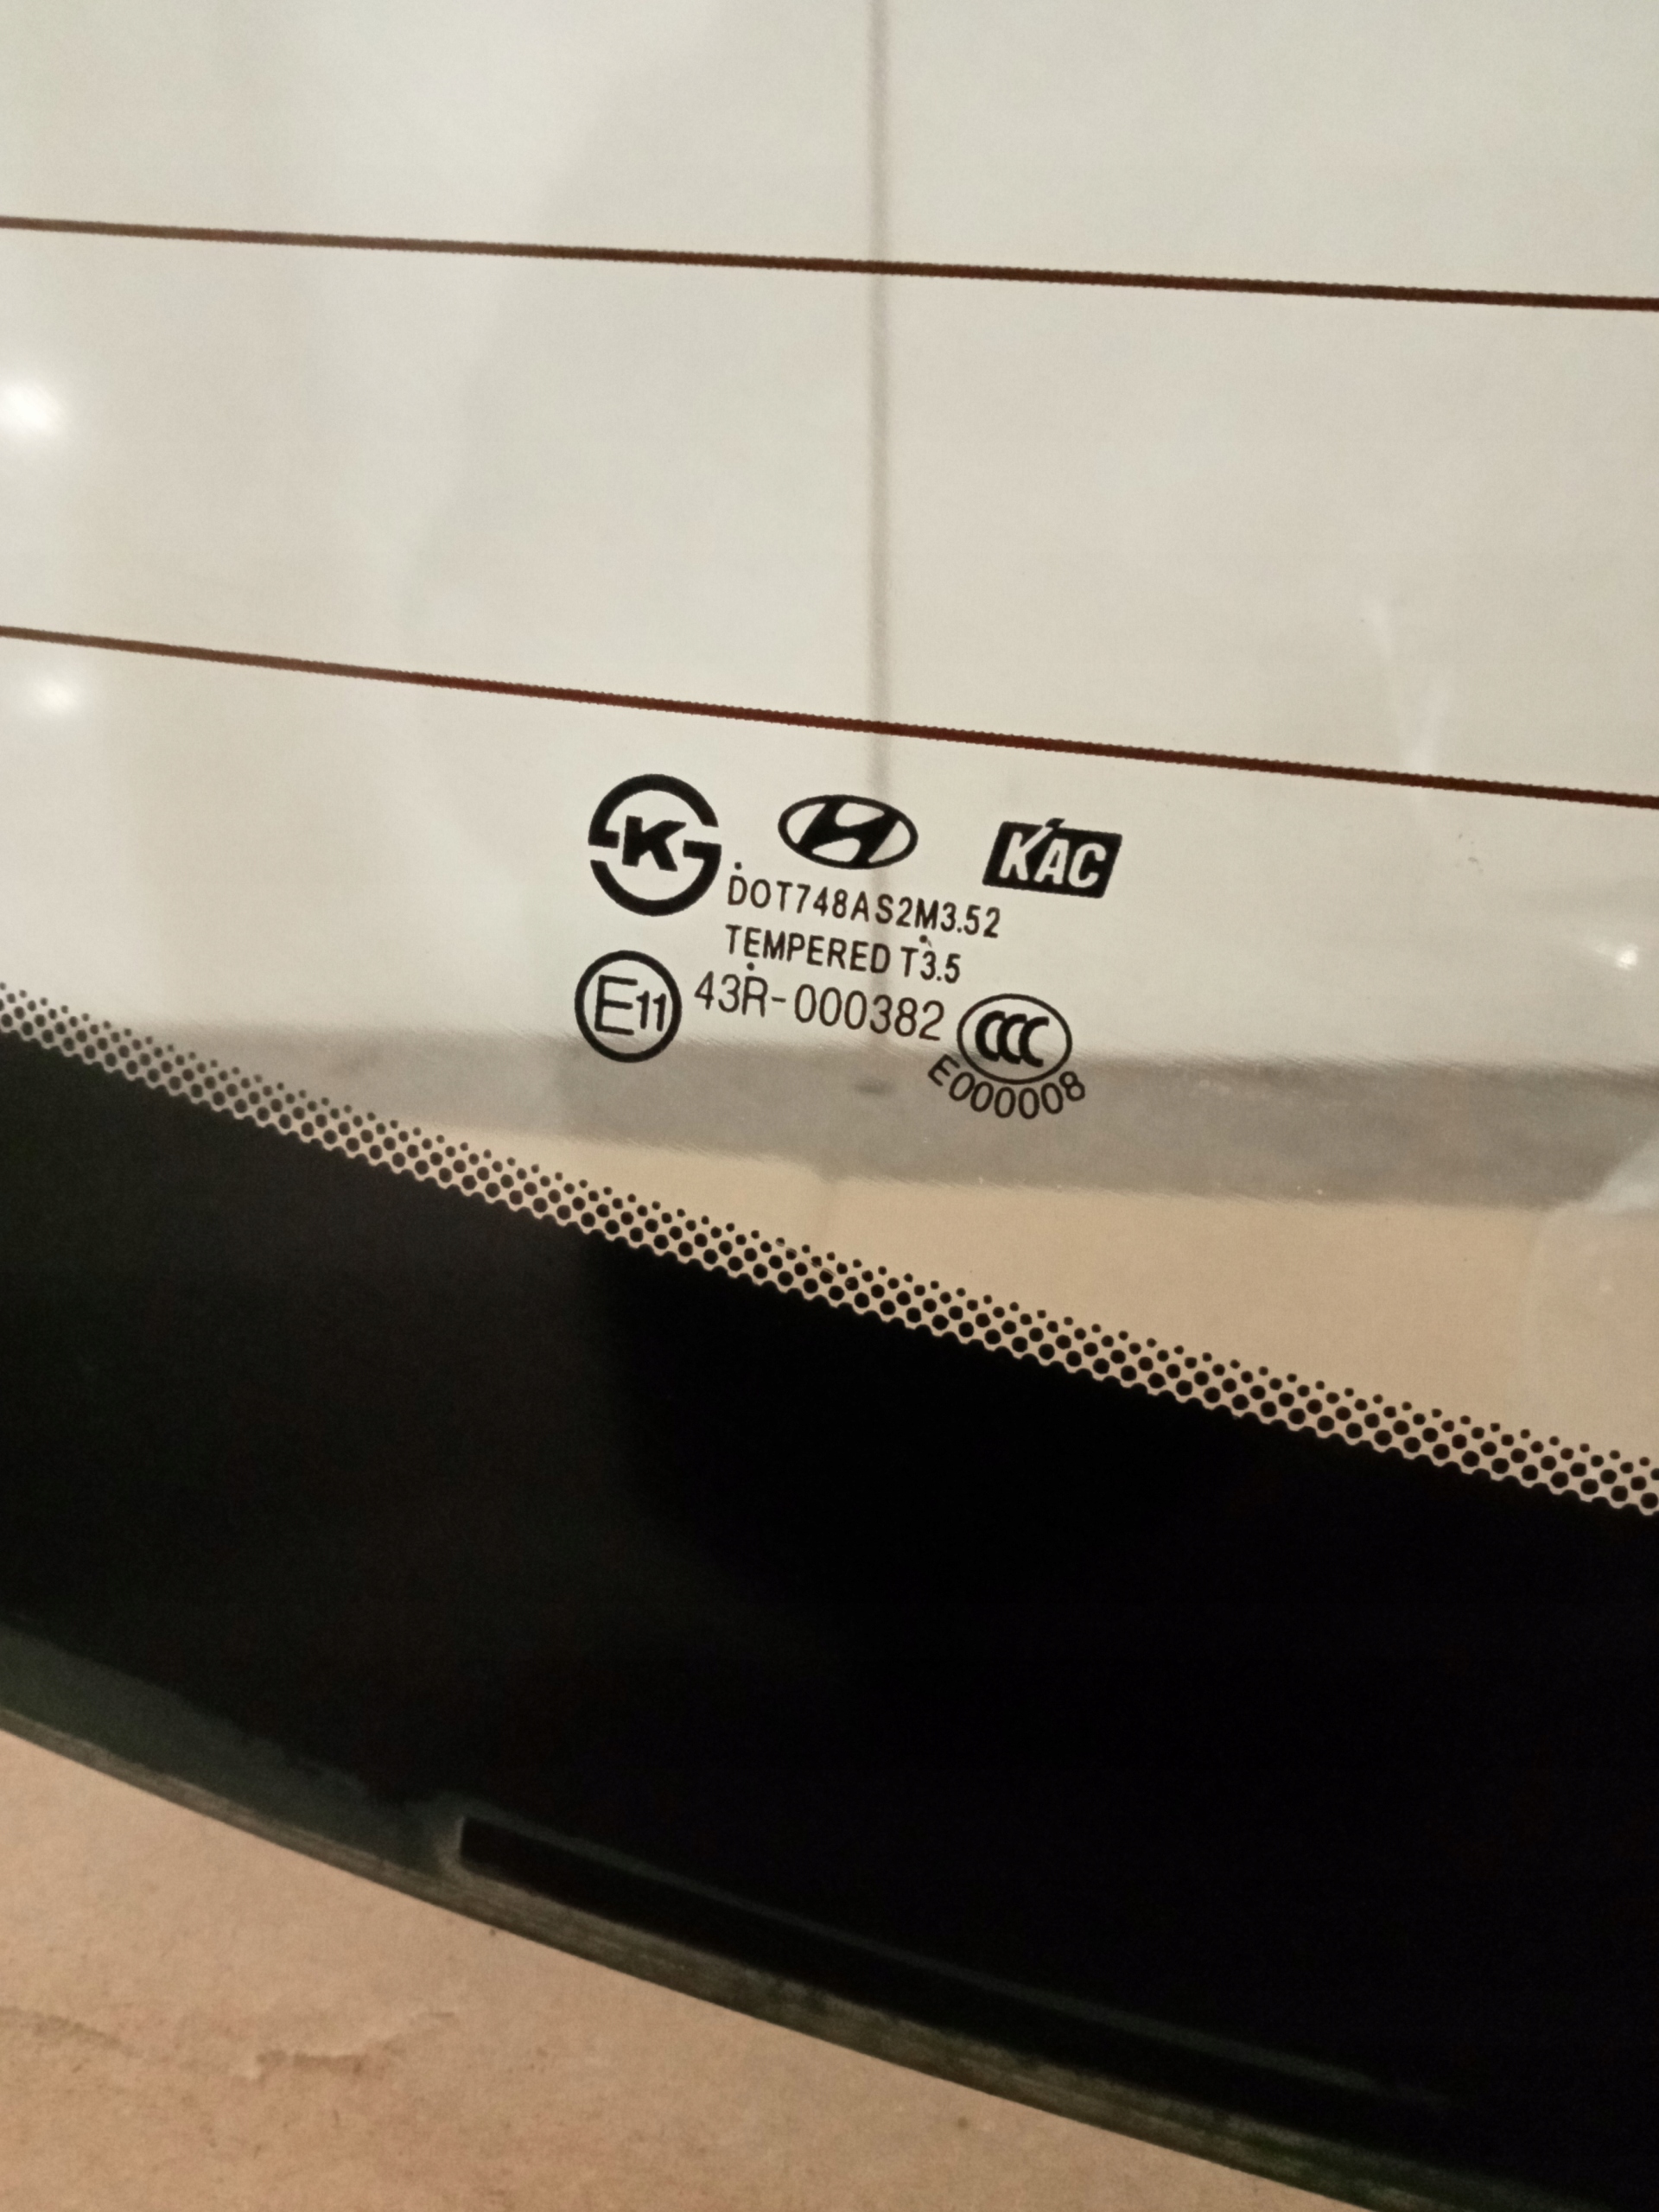 K
KAC
DOT748AS2M3.52
TEMPERED T3.5
E11 43R-000382 CCC
E000008